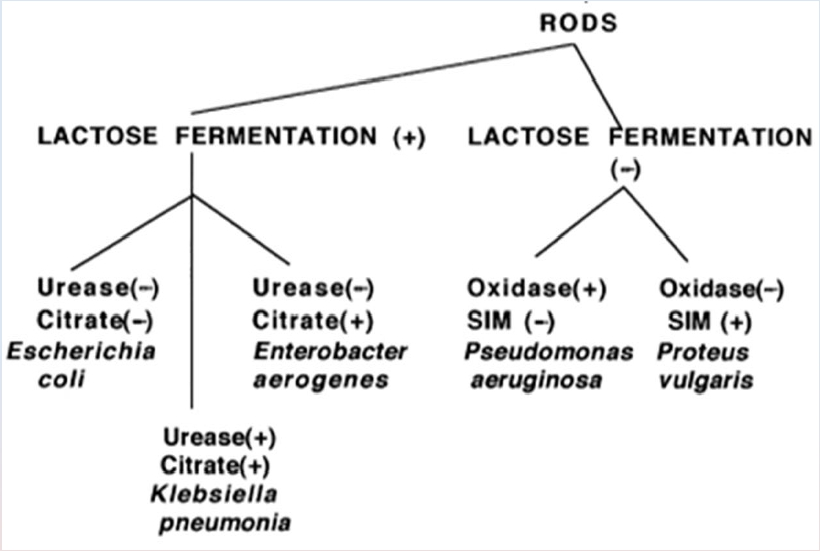 RODS
LACTOSE FERMENTATION (+)
LACTOSE FERMENTATION
(-)
Urease(-)
Citrate(-)
Escherichia
coli
Urease(+)
Citrate(+)
Klebsiella
pneumonia
Urease(-)
Citrate(+)
Enterobacter
aerogenes
Oxidase(+)
SIM (-)
Pseudomonas
aeruginosa
Oxidase(-)
SIM (+)
Proteus
vulgaris